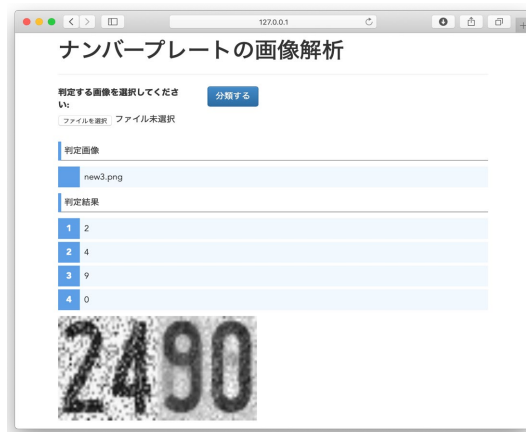 127.0.0.1
ナンバープレートの画像解析
判定する画像を選択してくださ
い:
分類する
ファイルを選択 ファイル未選択
判定画像
new3.png
判定結果
1 2
2 4
3 9
4 0
2490